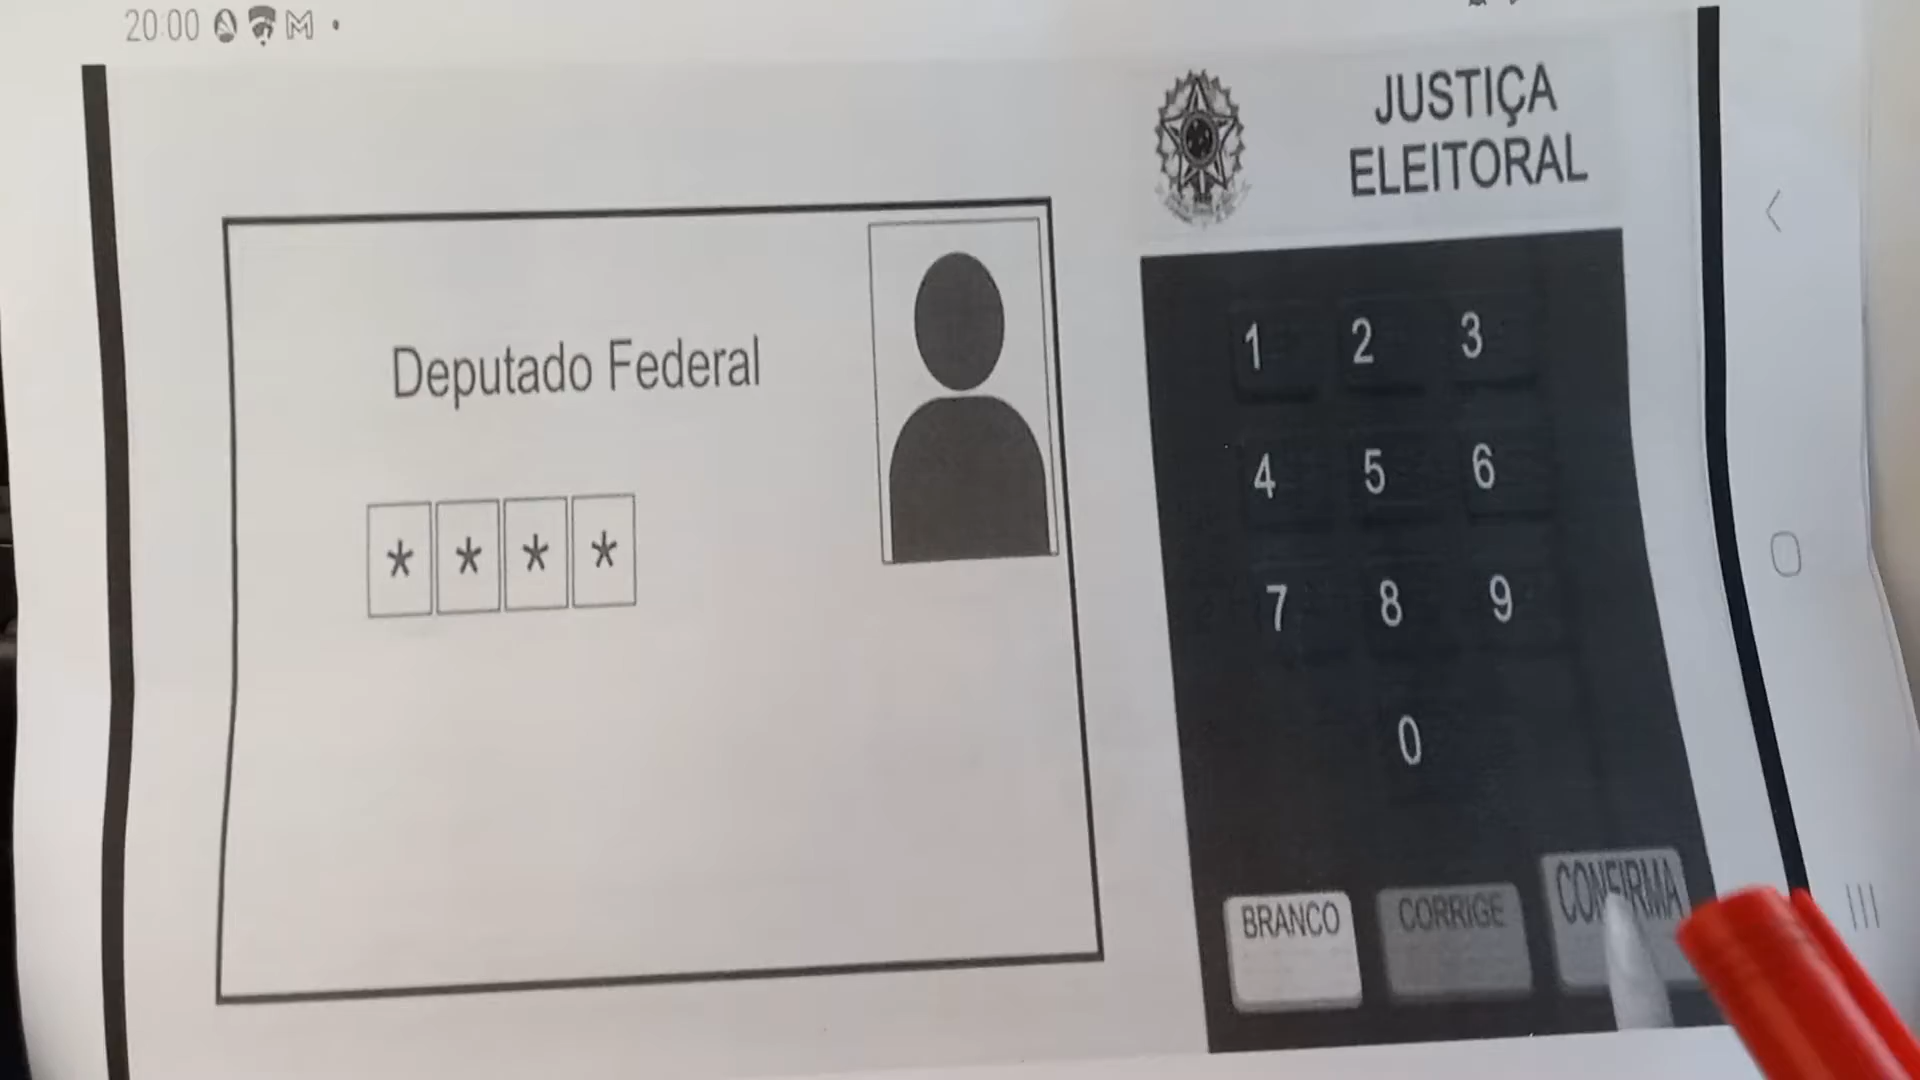 20:00
JUSTIÇA
ELEITORAL
Deputado Federal
* * * *
1 2 3
4 5 6
7 8 9
0
BRANCO CORRIGE CONFIRMA